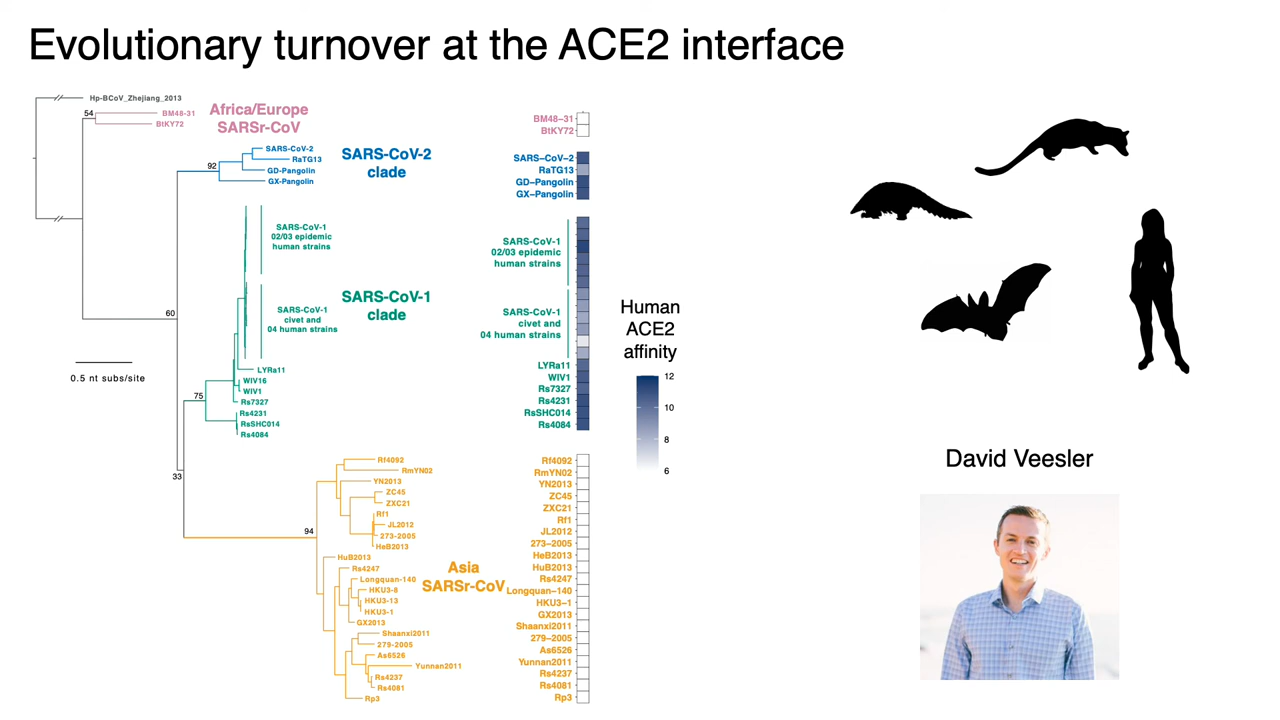 Evolutionary turnover at the ACE2 interface
Hp-BCoV_Zhejiang_2013
54
BM48-31
BtKY72
Africa/Europe
SARSr-CoV
92
SARS-CoV-2
RaTG13
GD-Pangolin
GX-Pangolin
SARS-CoV-2
clade
SARS-CoV-1
02/03 epidemic
human strains
SARS-CoV-1
clade
SARS-CoV-1
civet and
04 human strains
60
0.5 nt subs/site
LYRa11
WIV16
WIV1
Rs7327
75
Rs4231
RsSHC014
Rs4084
33
94
Rf4092
RmYN02
YN2013
ZC45
ZXC21
Rf1
JL2012
273-2005
HeB2013
HuB2013
Rs4247
Longquan-140
HKU3-8
HKU3-13
HKU3-1
GX2013
Shaanxi2011
279-2005
As6526
Yunnan2011
Rs4237
Rs4081
Rp3
Asia
SARSr-CoV
BM48−31
BtKY72
SARS−CoV−2
RaTG13
GD−Pangolin
GX−Pangolin
SARS-CoV-1
02/03 epidemic
human strains
SARS-CoV-1
civet and
04 human strains
LYRa11
WIV1
Rs7327
Rs4231
RsSHC014
Rs4084
Rf4092
RmYN02
YN2013
ZC45
ZXC21
Rf1
JL2012
273−2005
HeB2013
HuB2013
Rs4247
Longquan−140
HKU3−1
GX2013
Shaanxi2011
279−2005
As6526
Yunnan2011
Rs4237
Rs4081
Rp3
Human
ACE2
affinity
12
10
8
6
David Veesler